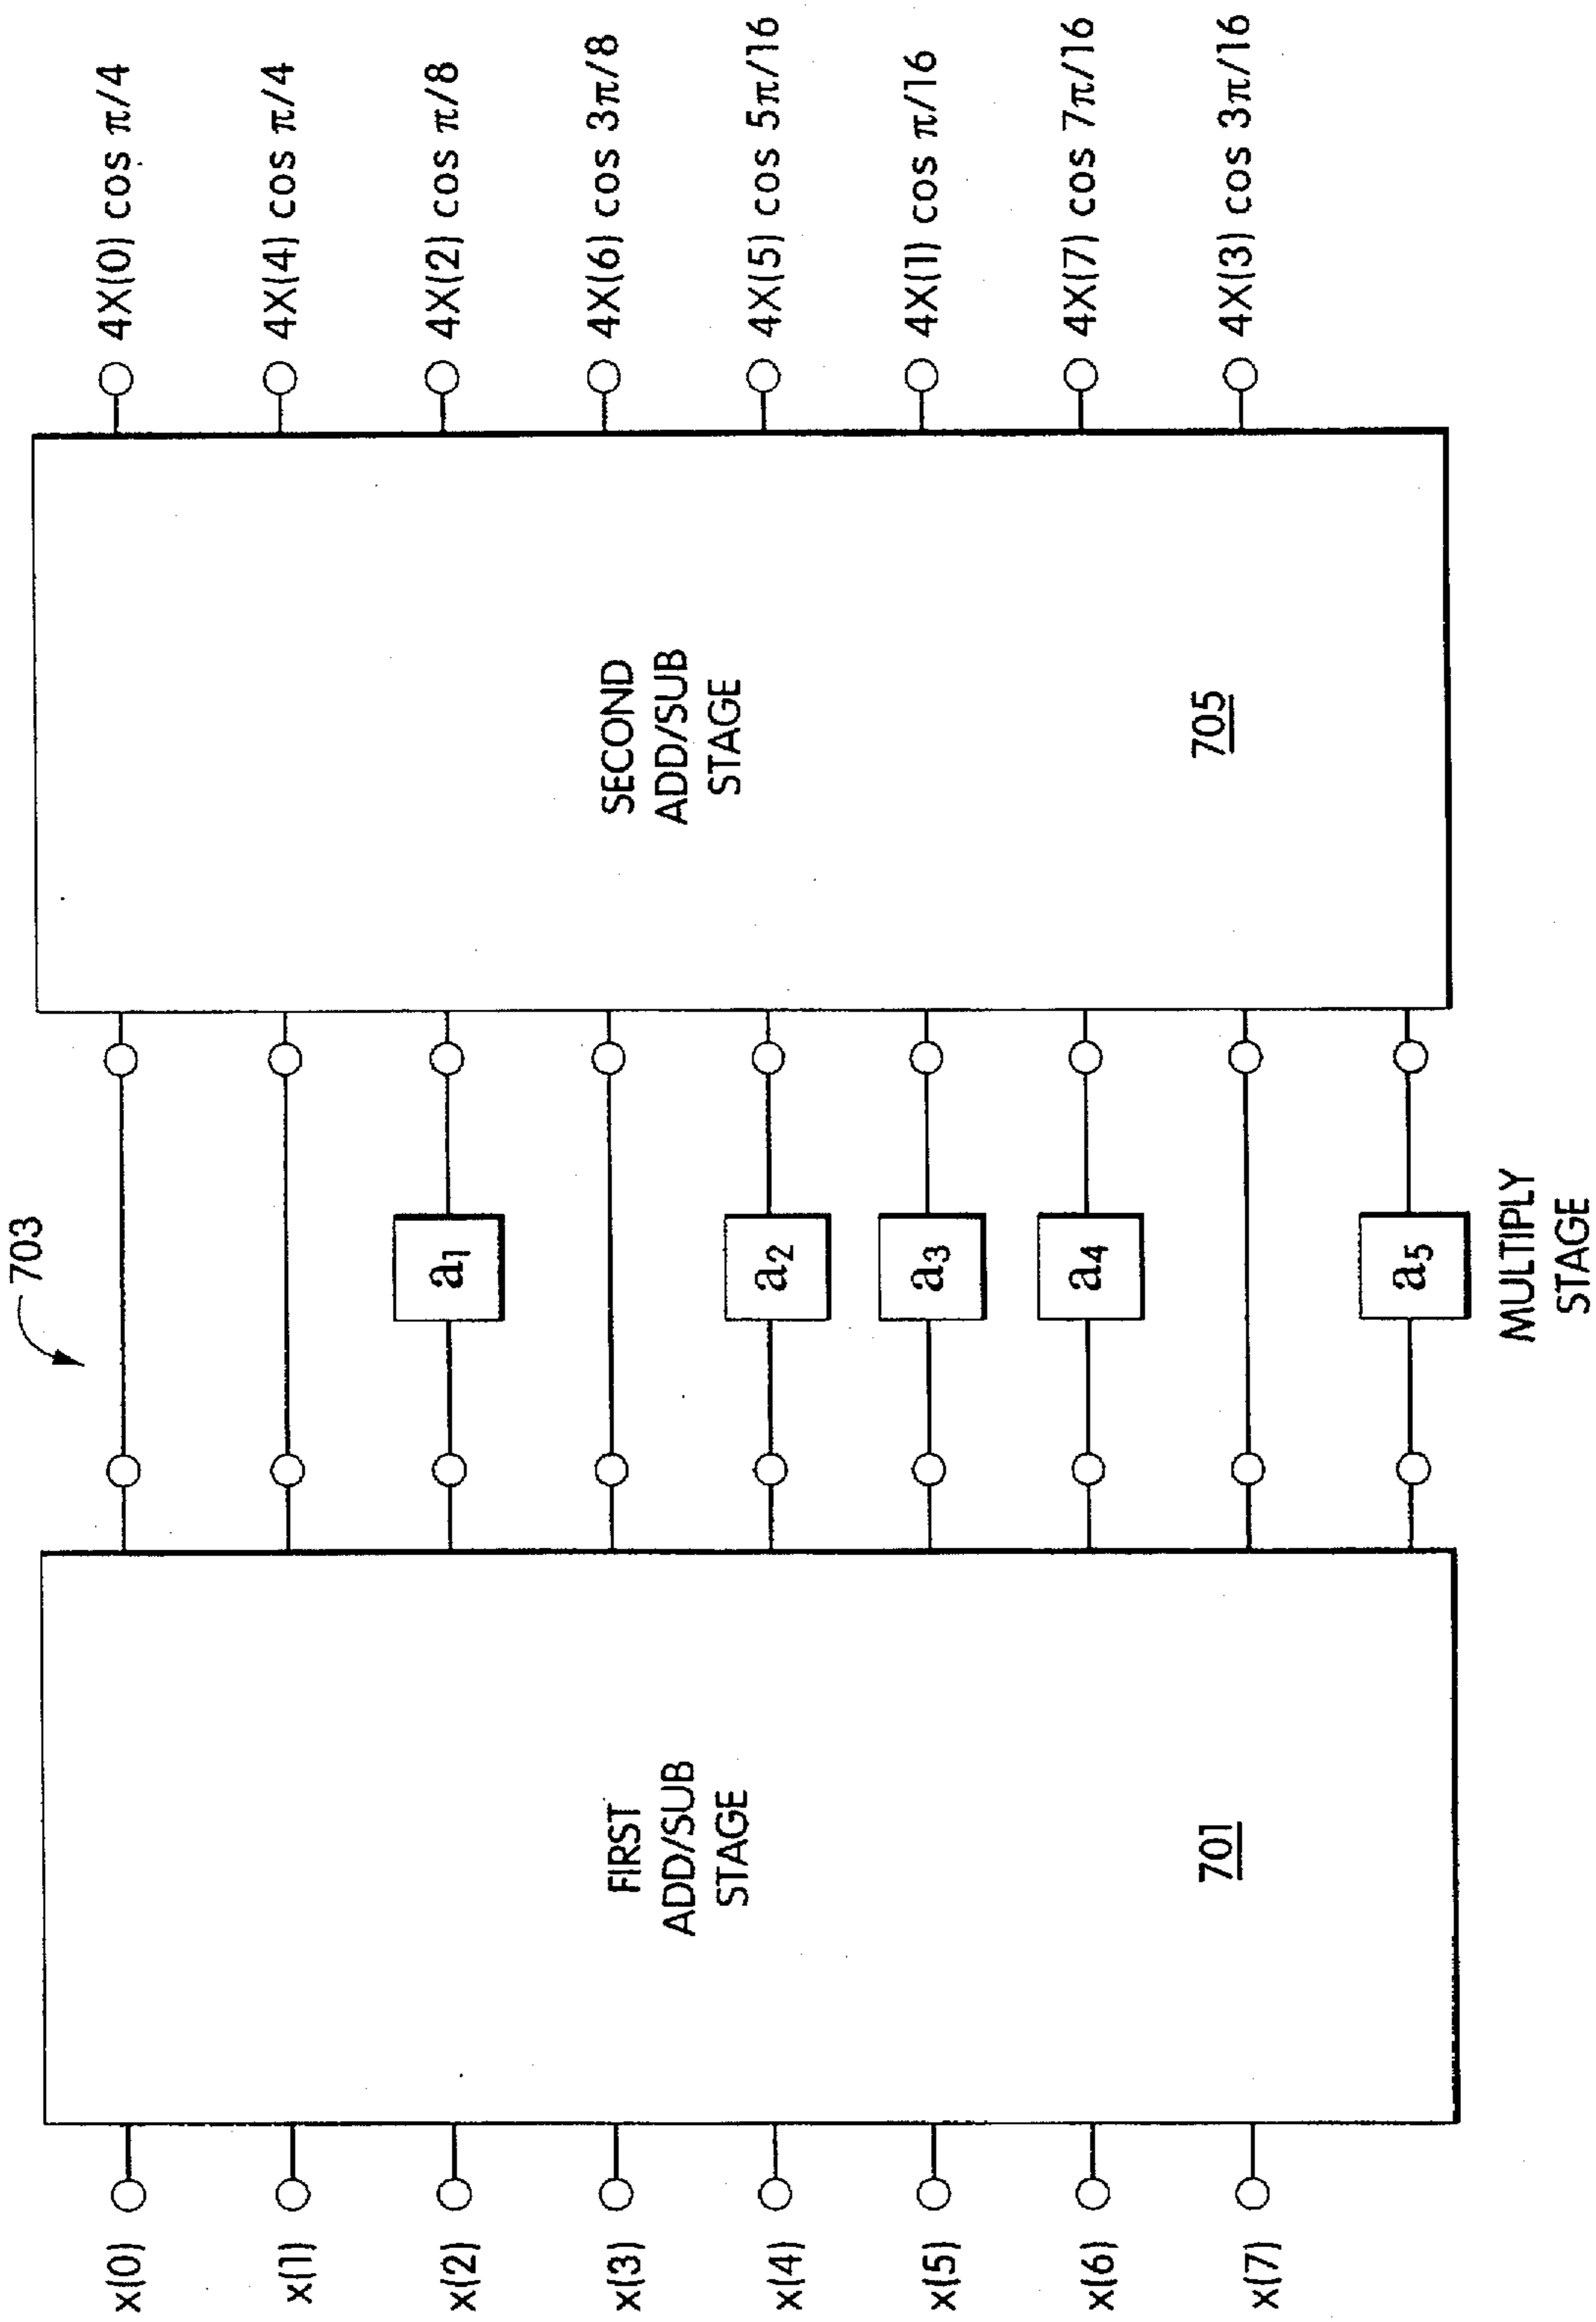 703
x(0)
x(1)
x(2)
x(3)
x(4)
x(5)
x(6)
x(7)
FIRST
ADD/SUB
STAGE
701
a1
a2
a3
a4
a5
MULTIPLY
STAGE
SECOND
ADD/SUB
STAGE
705
4X(0) cos π/4
4X(4) cos π/4
4X(2) cos π/8
4X(6) cos 3π/8
4X(5) cos 5π/16
4X(1) cos π/16
4X(7) cos 7π/16
4X(3) cos 3π/16